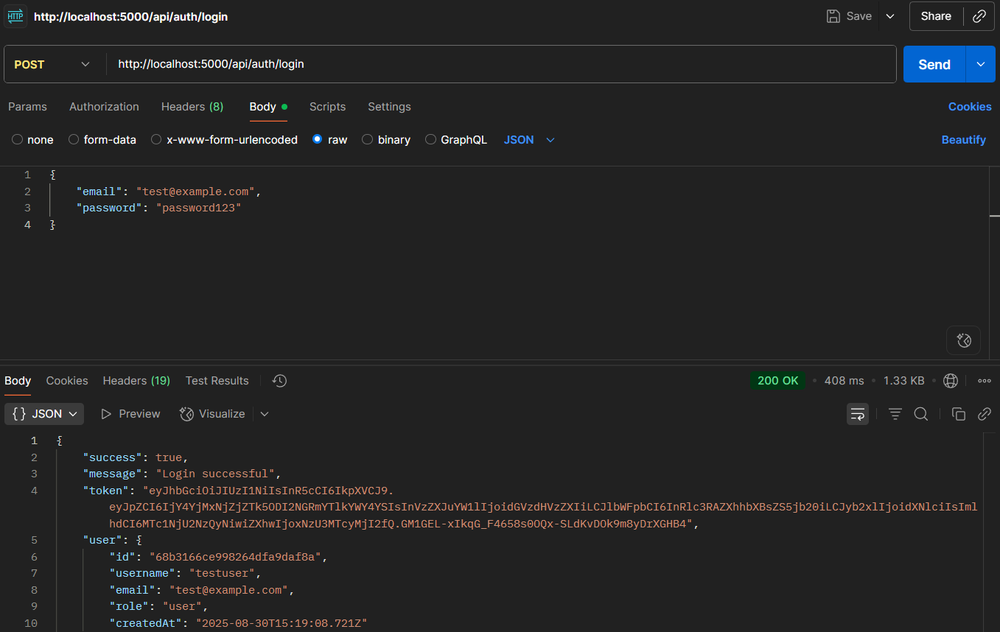 HTTP http://localhost:5000/api/auth/login Save Share
POST http://localhost:5000/api/auth/login Send
Params Authorization Headers (8) Body Scripts Settings Cookies
none form-data x-www-form-urlencoded raw binary GraphQL JSON Beautify
1 {
2 "email": "test@example.com",
3 "password": "password123"
4 }
Body Cookies Headers (19) Test Results 200 OK • 408 ms • 1.33 KB •
{} JSON Preview Visualize
1 {
2 "success": true,
3 "message": "Login successful",
4 "token": "eyJhbGciOiJIUzI1NiIsInR5cCI6IkpXVCJ9.
eyJpZCI6IjY4YjMxNjZjZTk5ODI2NGRmYTlkYWY4YSIsInVzZXJuYW1lIjoidGVzdHVzZXIiLCJlbWFpbCI6InRlc3RAZXhhbXBsZS5jb20iLCJyb2xlIjoidXNlciIsIml
hdCI6MTc1NjU2NzQyNiwiZXhwIjoxNzU3MTcyMjI2fQ.GM1GEL-xIkqG_F4658s0OQx-SLdKvDOk9m8yDrXGHB4",
5 "user": {
6 "id": "68b3166ce998264dfa9daf8a",
7 "username": "testuser",
8 "email": "test@example.com",
9 "role": "user",
10 "createdAt": "2025-08-30T15:19:08.721Z"